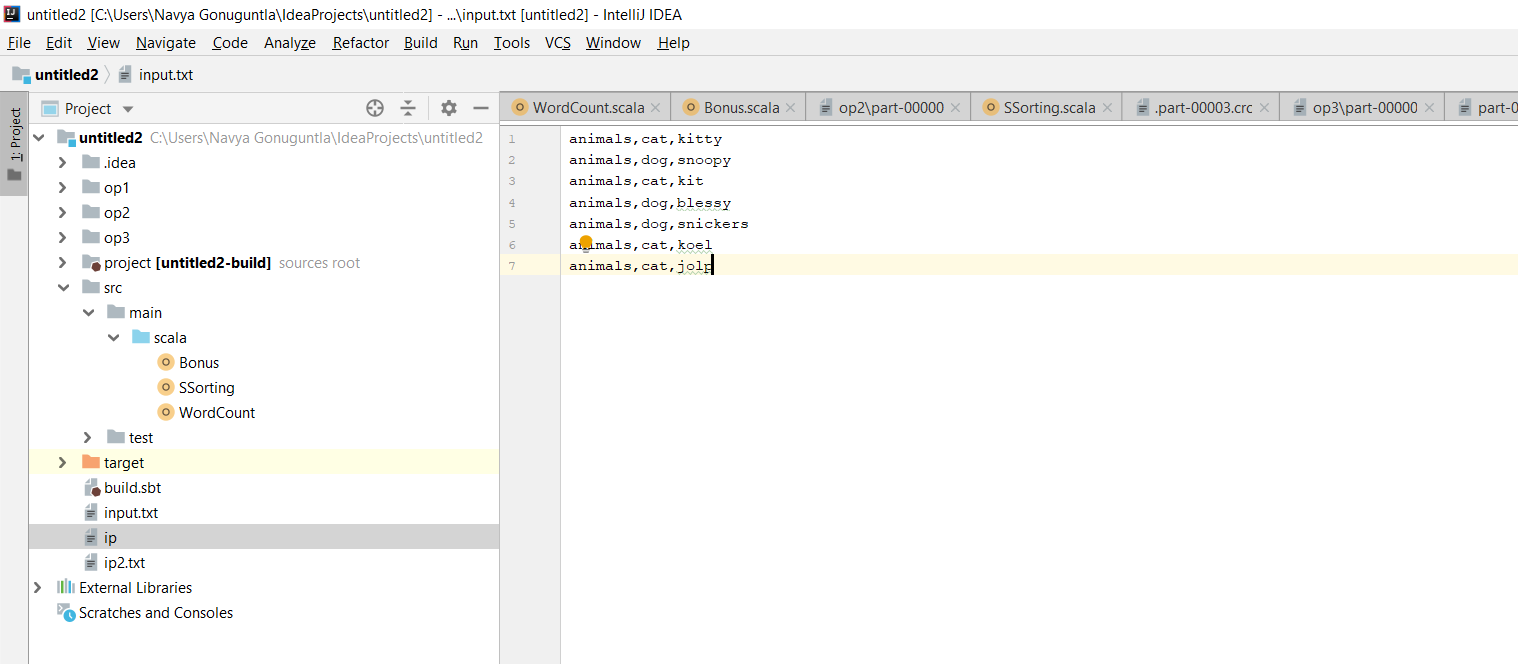 untitled2 [C:\Users\Navya Gonuguntla\IdeaProjects\untitled2] - ...\input.txt [untitled2] - IntelliJ IDEA
File Edit View Navigate Code Analyze Refactor Build Run Tools VCS Window Help
untitled2 input.txt
1: Project
Project
untitled2 C:\Users\Navya Gonuguntla\IdeaProjects\untitled2
.idea
op1
op2
op3
project [untitled2-build] sources root
src
main
scala
Bonus
SSorting
WordCount
test
target
build.sbt
input.txt
ip
ip2.txt
External Libraries
Scratches and Consoles
WordCount.scala Bonus.scala op2\part-00000 SSorting.scala .part-00003.crc op3\part-00000 part-0
1 animals,cat,kitty
2 animals,dog,snoopy
3 animals,cat,kit
4 animals,dog,blessy
5 animals,dog,snickers
6 animals,cat,koel
7 animals,cat,jolp